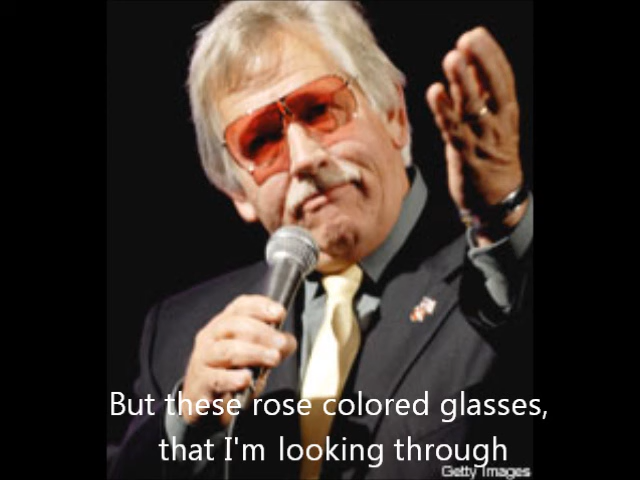 But these rose colored glasses,
that I'm looking through
Getty Images